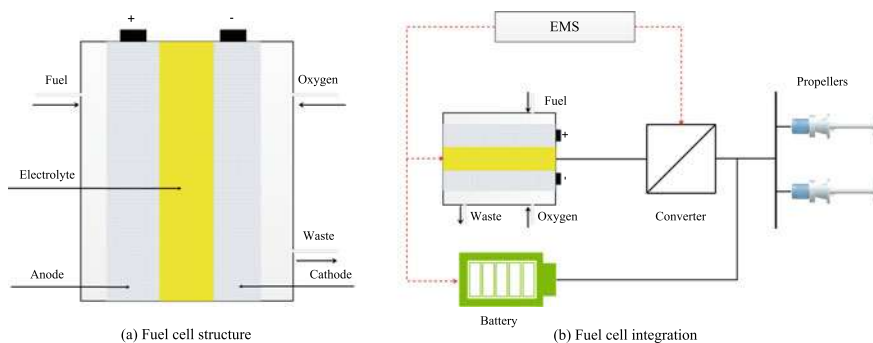 +
-
Fuel
Oxygen
Electrolyte
Waste
Anode
Cathode
(a) Fuel cell structure
EMS
Fuel
Propellers
+
-
Waste
Oxygen
Converter
Battery
(b) Fuel cell integration